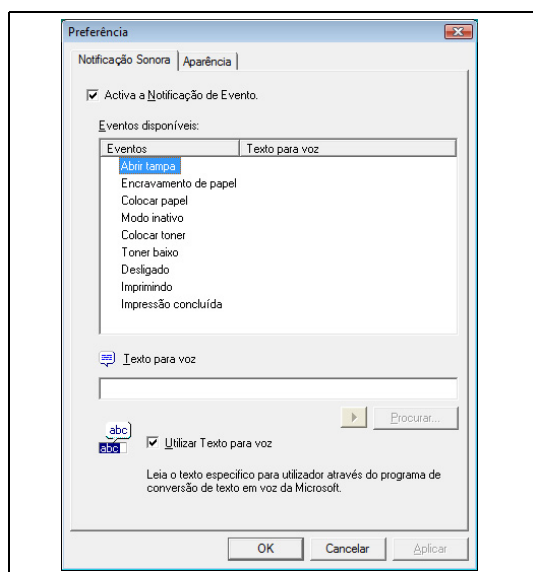 Preferência
Notificação Sonora Aparência
Activa a Notificação de Evento.
Eventos disponíveis:
Eventos Texto para voz
Abrir tampa
Encravamento de papel
Colocar papel
Modo inativo
Colocar toner
Toner baixo
Desligado
Imprimindo
Impressão concluída
Texto para voz
Procurar...
abc
abc
Utilizar Texto para voz
Leia o texto especifico para utilizador através do programa de
conversão de texto em voz da Microsoft.
OK Cancelar Aplicar